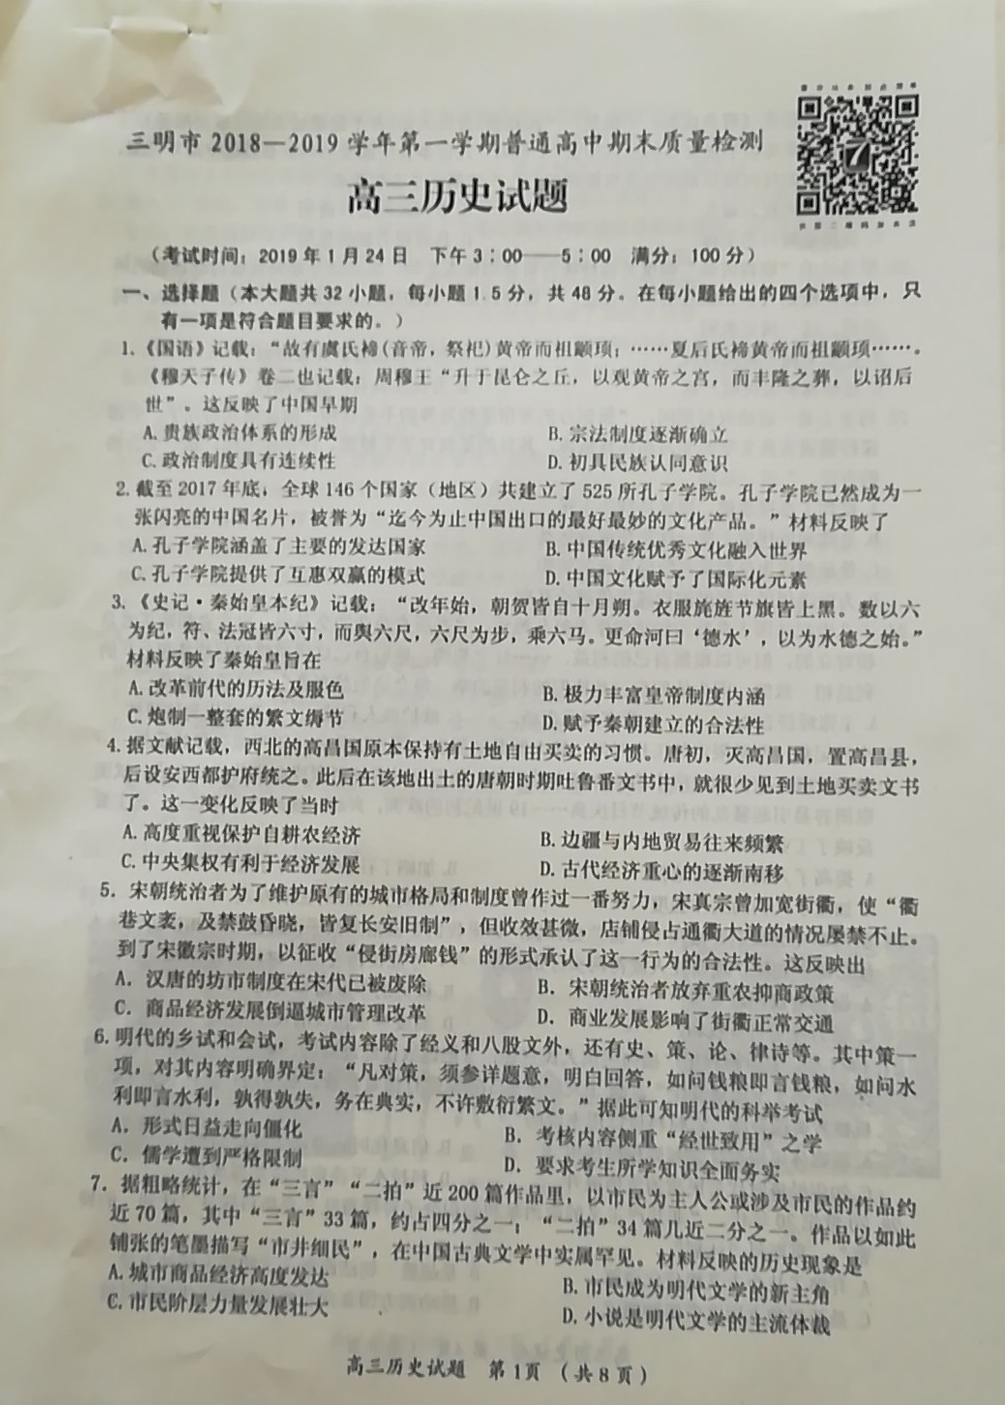 三明市 2018—2019 学年第一学期普通高中期末质量检测
高三历史试题
（考试时间：2019 年 1 月 24 日 下午 3：00——5：00 满分：100 分）
一、选择题（本大题共 32 小题，每小题 1.5 分，共 48 分。在每小题给出的四个选项中，只
有一项是符合题目要求的。）
1.《国语》记载：“故有虞氏禘(音帝，祭祀)黄帝而祖颛顼；……夏后氏禘黄帝而祖颛顼……。
《穆天子传》卷二也记载：周穆王“升于昆仑之丘，以观黄帝之宫，而丰隆之葬，以诏后
世”。这反映了中国早期
A. 贵族政治体系的形成 B. 宗法制度逐渐确立
C. 政治制度具有连续性 D. 初具民族认同意识
2. 截至 2017 年底，全球 146 个国家（地区）共建立了 525 所孔子学院。孔子学院已然成为一
张闪亮的中国名片，被誉为“迄今为止中国出口的最好最妙的文化产品。”材料反映了
A. 孔子学院涵盖了主要的发达国家 B. 中国传统优秀文化融入世界
C. 孔子学院提供了互惠双赢的模式 D. 中国文化赋予了国际化元素
3.《史记·秦始皇本纪》记载：“改年始，朝贺皆自十月朔。衣服旄旌节旗皆上黑。数以六
为纪，符、法冠皆六寸，而舆六尺，六尺为步，乘六马。更命河曰‘德水’，以为水德之始。”
材料反映了秦始皇旨在
A. 改革前代的历法及服色 B. 极力丰富皇帝制度内涵
C. 炮制一整套的繁文缛节 D. 赋予秦朝建立的合法性
4. 据文献记载，西北的高昌国原本保持有土地自由买卖的习惯。唐初，灭高昌国，置高昌县，
后设安西都护府统之。此后在该地出土的唐朝时期吐鲁番文书中，就很少见到土地买卖文书
了。这一变化反映了当时
A. 高度重视保护自耕农经济 B. 边疆与内地贸易往来频繁
C. 中央集权有利于经济发展 D. 古代经济重心的逐渐南移
5．宋朝统治者为了维护原有的城市格局和制度曾作过一番努力，宋真宗曾加宽街衢，使“衢
巷文袤，及禁鼓昏晓，皆复长安旧制”，但收效甚微，店铺侵占通衢大道的情况屡禁不止。
到了宋徽宗时期，以征收“侵街房廊钱”的形式承认了这一行为的合法性。这反映出
A．汉唐的坊市制度在宋代已被废除 B．宋朝统治者放弃重农抑商政策
C．商品经济发展倒逼城市管理改革 D．商业发展影响了街衢正常交通
6. 明代的乡试和会试，考试内容除了经义和八股文外，还有史、策、论、律诗等。其中策一
项，对其内容明确界定：“凡对策，须参详题意，明白回答，如问钱粮即言钱粮，如问水
利即言水利，孰得孰失，务在典实，不许敷衍繁文。”据此可知明代的科举考试
A．形式日益走向僵化 B．考核内容侧重“经世致用”之学
C．儒学遭到严格限制 D．要求考生所学知识全面务实
7．据粗略统计，在“三言”“二拍”近 200 篇作品里，以市民为主人公或涉及市民的作品约
近 70 篇，其中“三言”33 篇，约占四分之一；“二拍”34 篇几近二分之一。作品以如此
铺张的笔墨描写“市井细民”，在中国古典文学中实属罕见。材料反映的历史现象是
A. 城市商品经济高度发达 B. 市民成为明代文学的新主角
C. 市民阶层力量发展壮大 D. 小说是明代文学的主流体裁
高三历史试题 第 1 页 （共 8 页）